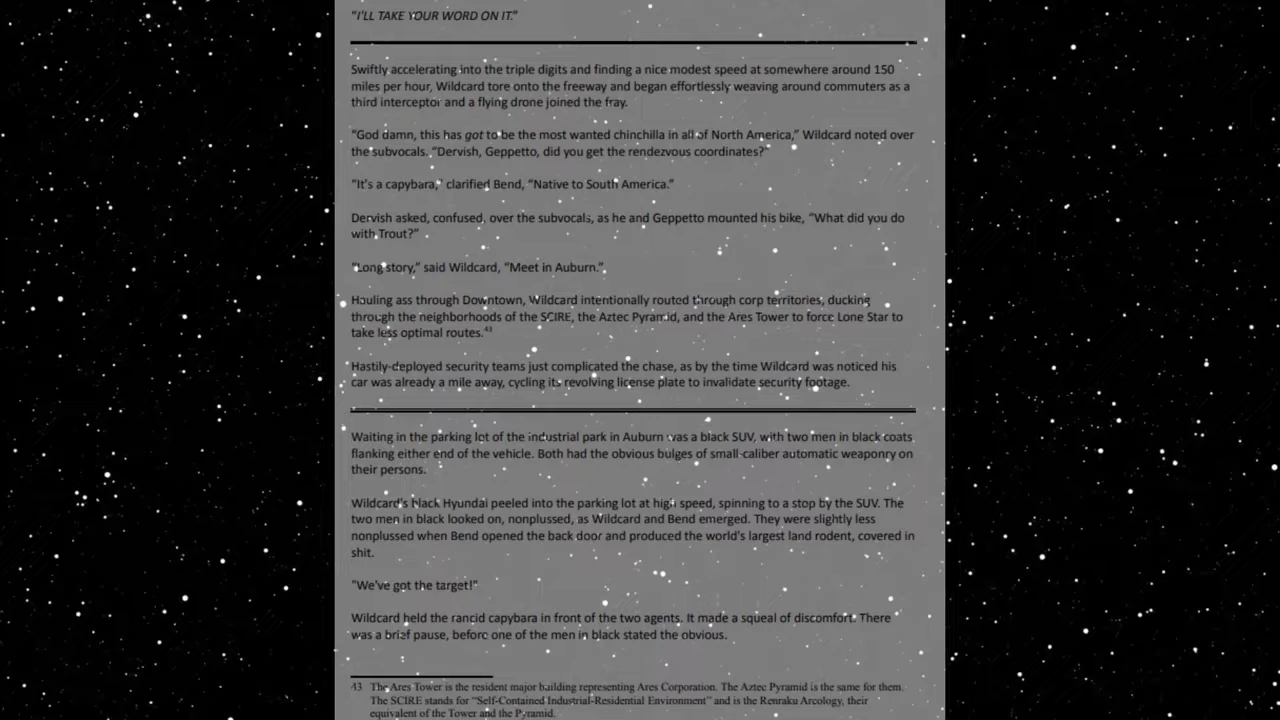 "I'LL TAKE YOUR WORD ON IT."
Swiftly accelerating into the triple digits and finding a nice modest speed at somewhere around 150
miles per hour, Wildcard tore onto the freeway and began effortlessly weaving around commuters as a
third interceptor and a flying drone joined the fray.
"God damn, this has got to be the most wanted chinchilla in all of North America," Wildcard noted over
the subvocals. "Dervish, Geppetto, did you get the rendezvous coordinates?"
"It's a capybara," clarified Bend, "Native to South America."
Dervish asked, confused, over the subvocals, as he and Geppetto mounted his bike, "What did you do
with Trout?"
"Long story," said Wildcard, "Meet in Auburn.".
Hauling ass through Downtown, Wildcard intentionally routed through corp territories, ducking
through the neighborhoods of the SCIRE, the Aztec Pyramid, and the Ares Tower to force Lone Star to
take less optimal routes.43
Hastily-deployed security teams just complicated the chase, as by the time Wildcard was noticed his
car was already a mile away, cycling its revolving license plate to invalidate security footage.
Waiting in the parking lot of the industrial park in Auburn was a black SUV, with two men in black coats
flanking either end of the vehicle. Both had the obvious bulges of small-caliber automatic weaponry on
their persons.
Wildcard's black Hyundai peeled into the parking lot at high speed, spinning to a stop by the SUV. The
two men in black looked on, nonplussed, as Wildcard and Bend emerged. They were slightly less
nonplussed when Bend opened the back door and produced the world's largest land rodent, covered in
shit.
"We've got the target!"
Wildcard held the rancid capybara in front of the two agents. It made a squeal of discomfort. There
was a brief pause, before one of the men in black stated the obvious.
43 The Ares Tower is the resident major building representing Ares Corporation. The Aztec Pyramid is the same for them.
The SCIRE stands for "Self-Contained Industrial-Residential Environment" and is the Renraku Arcology, their
equivalent of the Tower and the Pyramid.